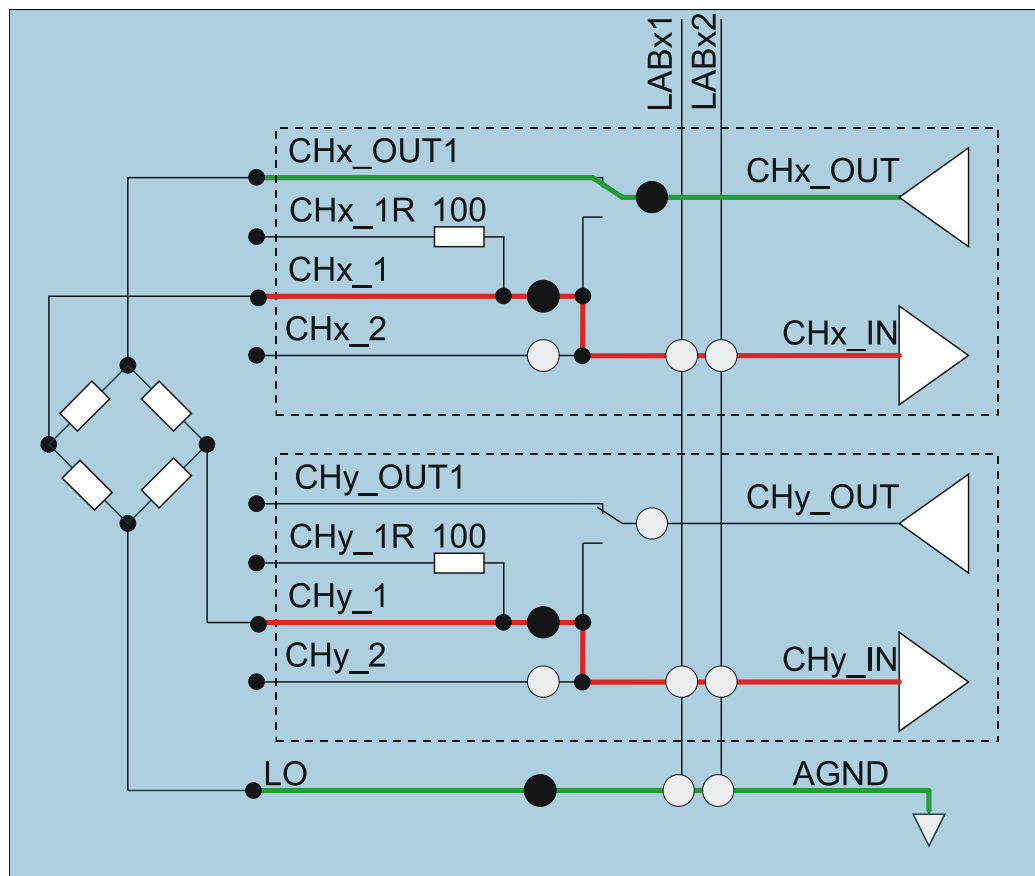 LABx1
LABx2
CHx_OUT1
CHx_OUT
CHx_1R 100
CHx_1
CHx_2
CHx_IN
CHy_OUT1
CHy_OUT
CHy_1R 100
CHy_1
CHy_2
CHy_IN
LO
AGND